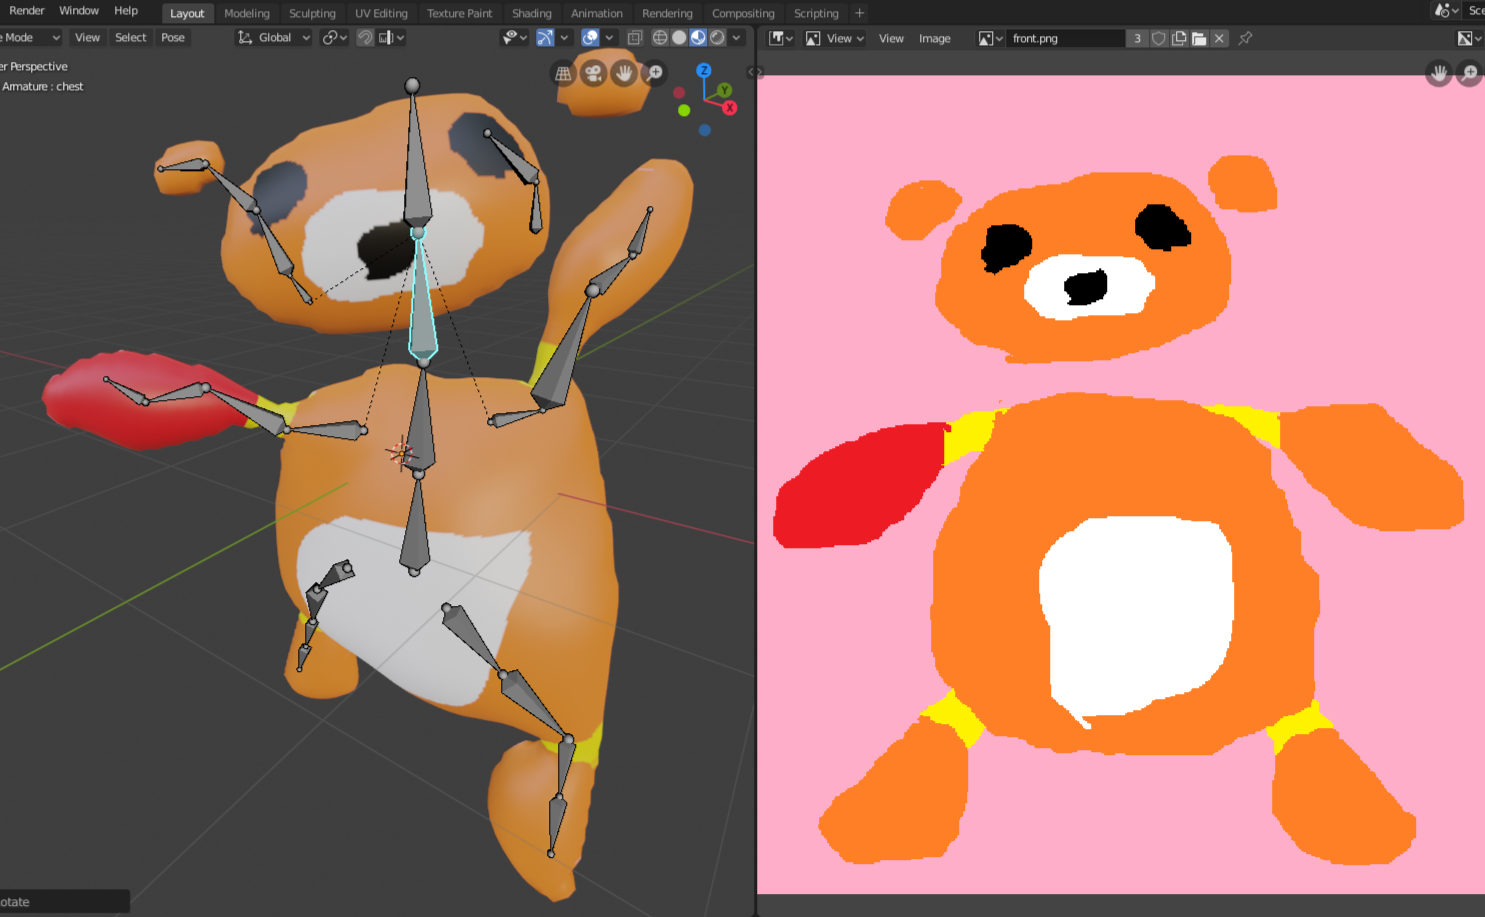 Render Window Help Layout Modeling Sculpting UV Editing Texture Paint Shading Animation Rendering Compositing Scripting + Sce
e Mode View Select Pose Global View View Image front.png 3
er Perspective
Armature : chest
Z
Y
X
otate